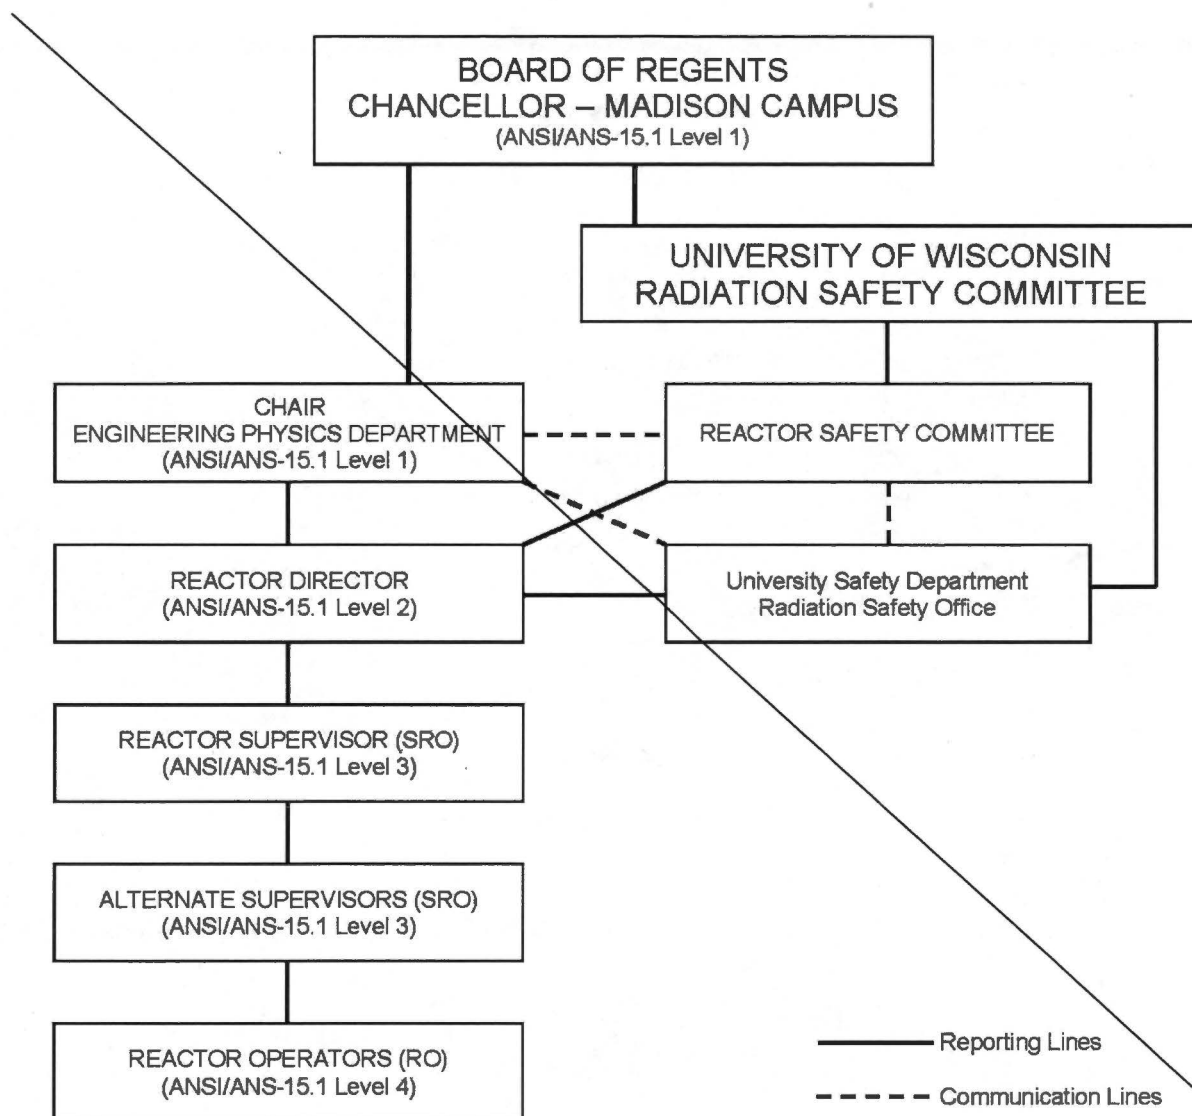 BOARD OF REGENTS
CHANCELLOR – MADISON CAMPUS
(ANSI/ANS-15.1 Level 1)
UNIVERSITY OF WISCONSIN
RADIATION SAFETY COMMITTEE
CHAIR
ENGINEERING PHYSICS DEPARTMENT
(ANSI/ANS-15.1 Level 1)
REACTOR SAFETY COMMITTEE
REACTOR DIRECTOR
(ANSI/ANS-15.1 Level 2)
University Safety Department
Radiation Safety Office
REACTOR SUPERVISOR (SRO)
(ANSI/ANS-15.1 Level 3)
ALTERNATE SUPERVISORS (SRO)
(ANSI/ANS-15.1 Level 3)
REACTOR OPERATORS (RO)
(ANSI/ANS-15.1 Level 4)
Reporting Lines
Communication Lines